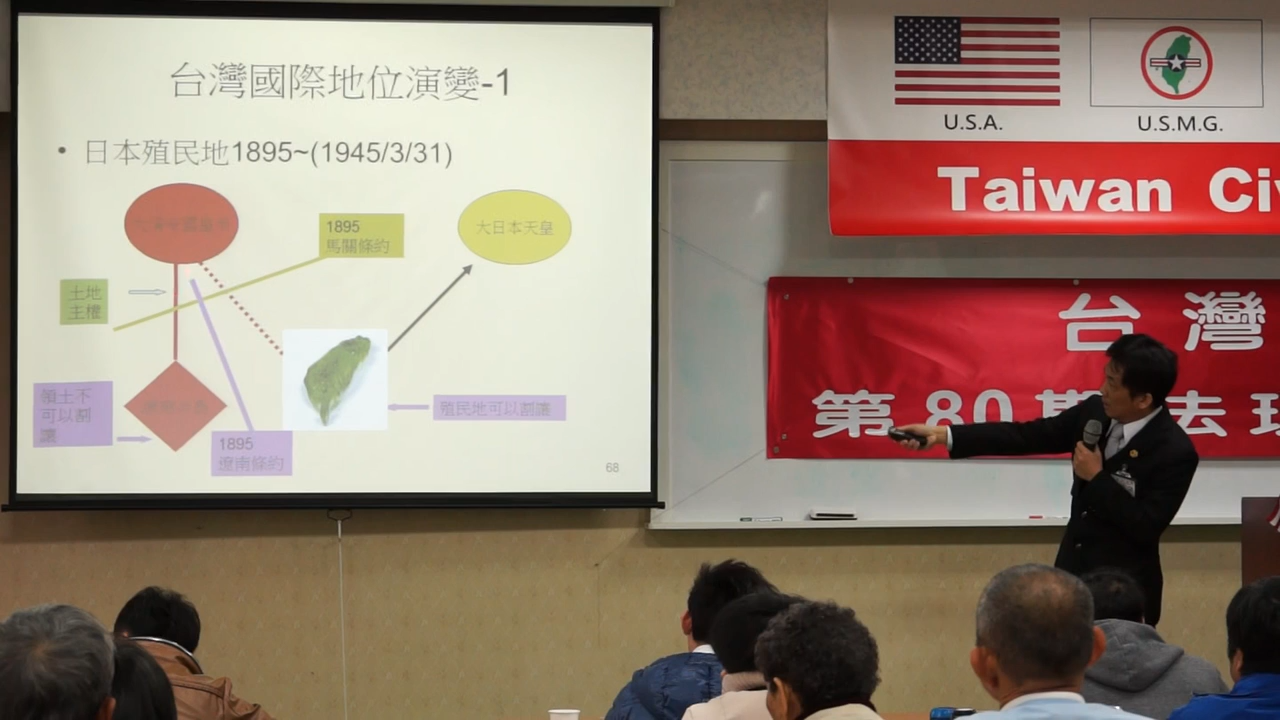 台灣國際地位演變-1
• 日本殖民地1895~(1945/3/31)
1895
馬關條約
大日本天皇
土地
主權
領土不
可以割
讓
1895
遼南條約
殖民地可以割讓
68
U.S.A.
U.S.M.G.
Taiwan Ci
台灣
第80期